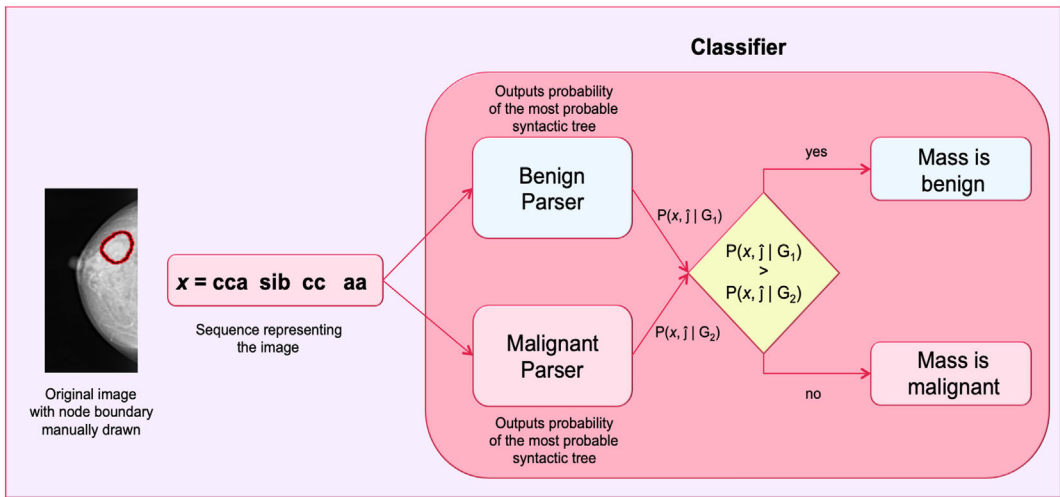 Classifier
Outputs probability
of the most probable
syntactic tree
Benign
Parser
P(x, ĵ | G₁)
yes
Mass is
benign
x = cca sib cc aa
Sequence representing
the image
P(x, ĵ | G₁)
>
P(x, ĵ | G₂)
Malignant
Parser
P(x, ĵ | G₂)
no
Mass is
malignant
Outputs probability
of the most probable
syntactic tree
Original image
with node boundary
manually drawn